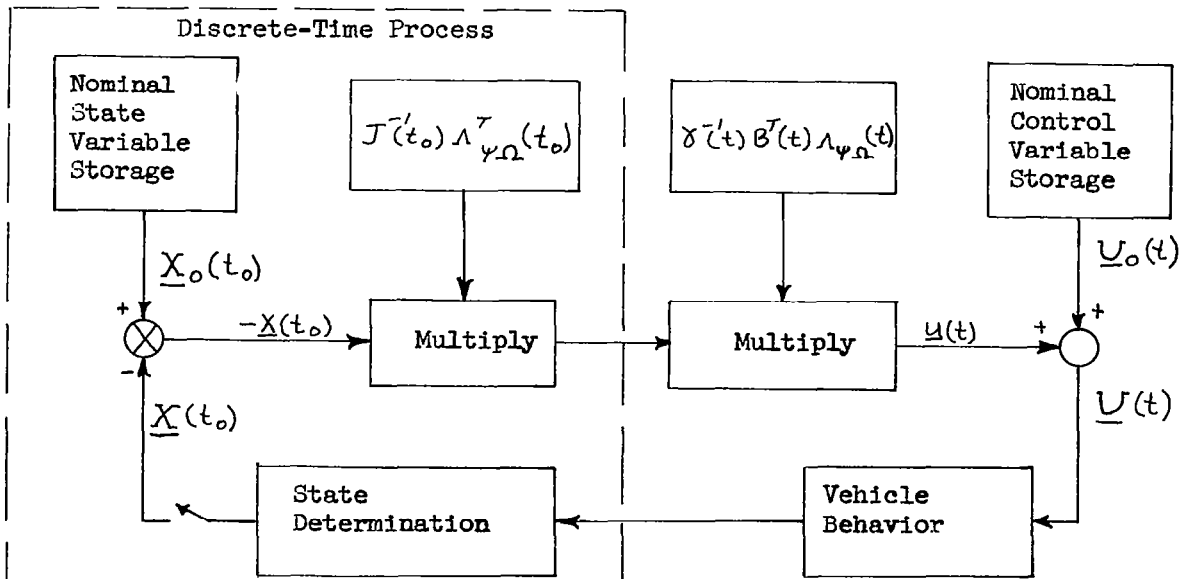 Discrete-Time Process
Nominal
State
Variable
Storage
J⁻¹(t₀) Λᵀ_ψΩ(t₀)
γ⁻¹(t) Bᵀ(t) Λ_ψΩ(t)
Nominal
Control
Variable
Storage
X₀(t₀)
U₀(t)
+
+
-x(t₀)
Multiply
Multiply
u(t)
+
-
X(t₀)
U(t)
State
Determination
Vehicle
Behavior